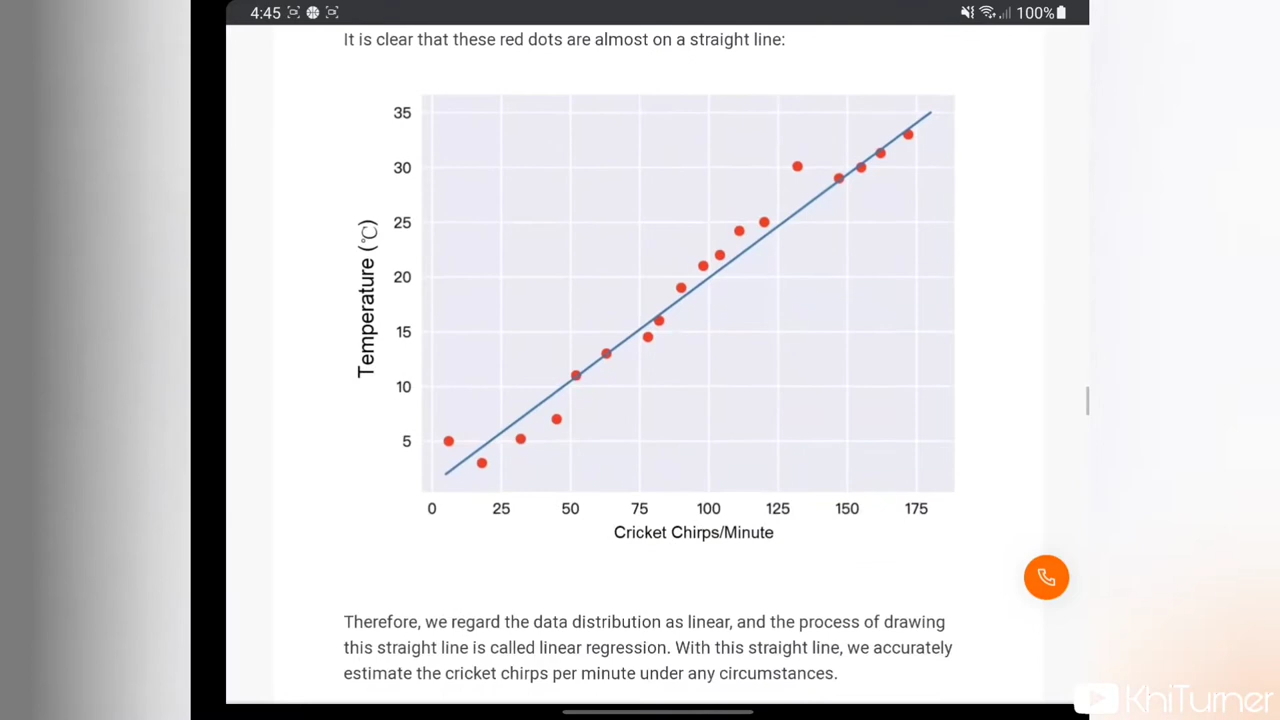 4:45
100%
It is clear that these red dots are almost on a straight line:
35
30
25
20
15
10
5
Temperature (℃)
0 25 50 75 100 125 150 175
Cricket Chirps/Minute
Therefore, we regard the data distribution as linear, and the process of drawing
this straight line is called linear regression. With this straight line, we accurately
estimate the cricket chirps per minute under any circumstances.
KhiTurner